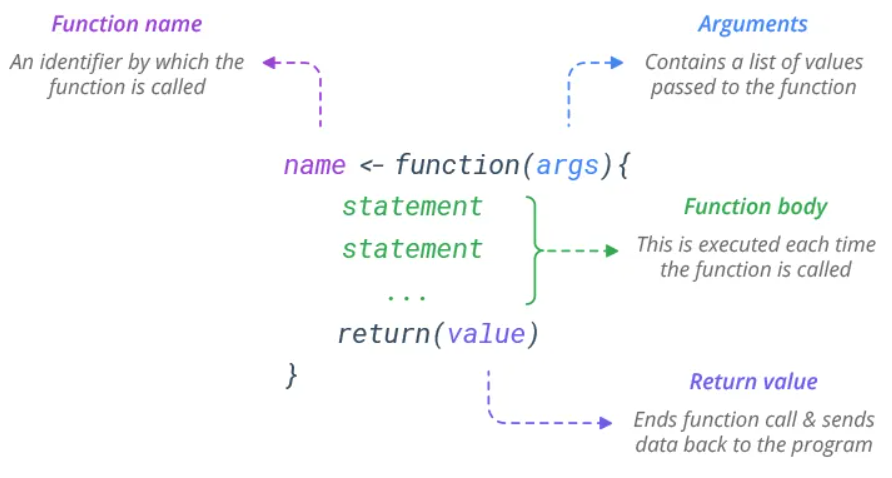 Function name
An identifier by which the
function is called
Arguments
Contains a list of values
passed to the function
name <- function(args){
statement
statement
...
return(value)
}
Function body
This is executed each time
the function is called
Return value
Ends function call & sends
data back to the program